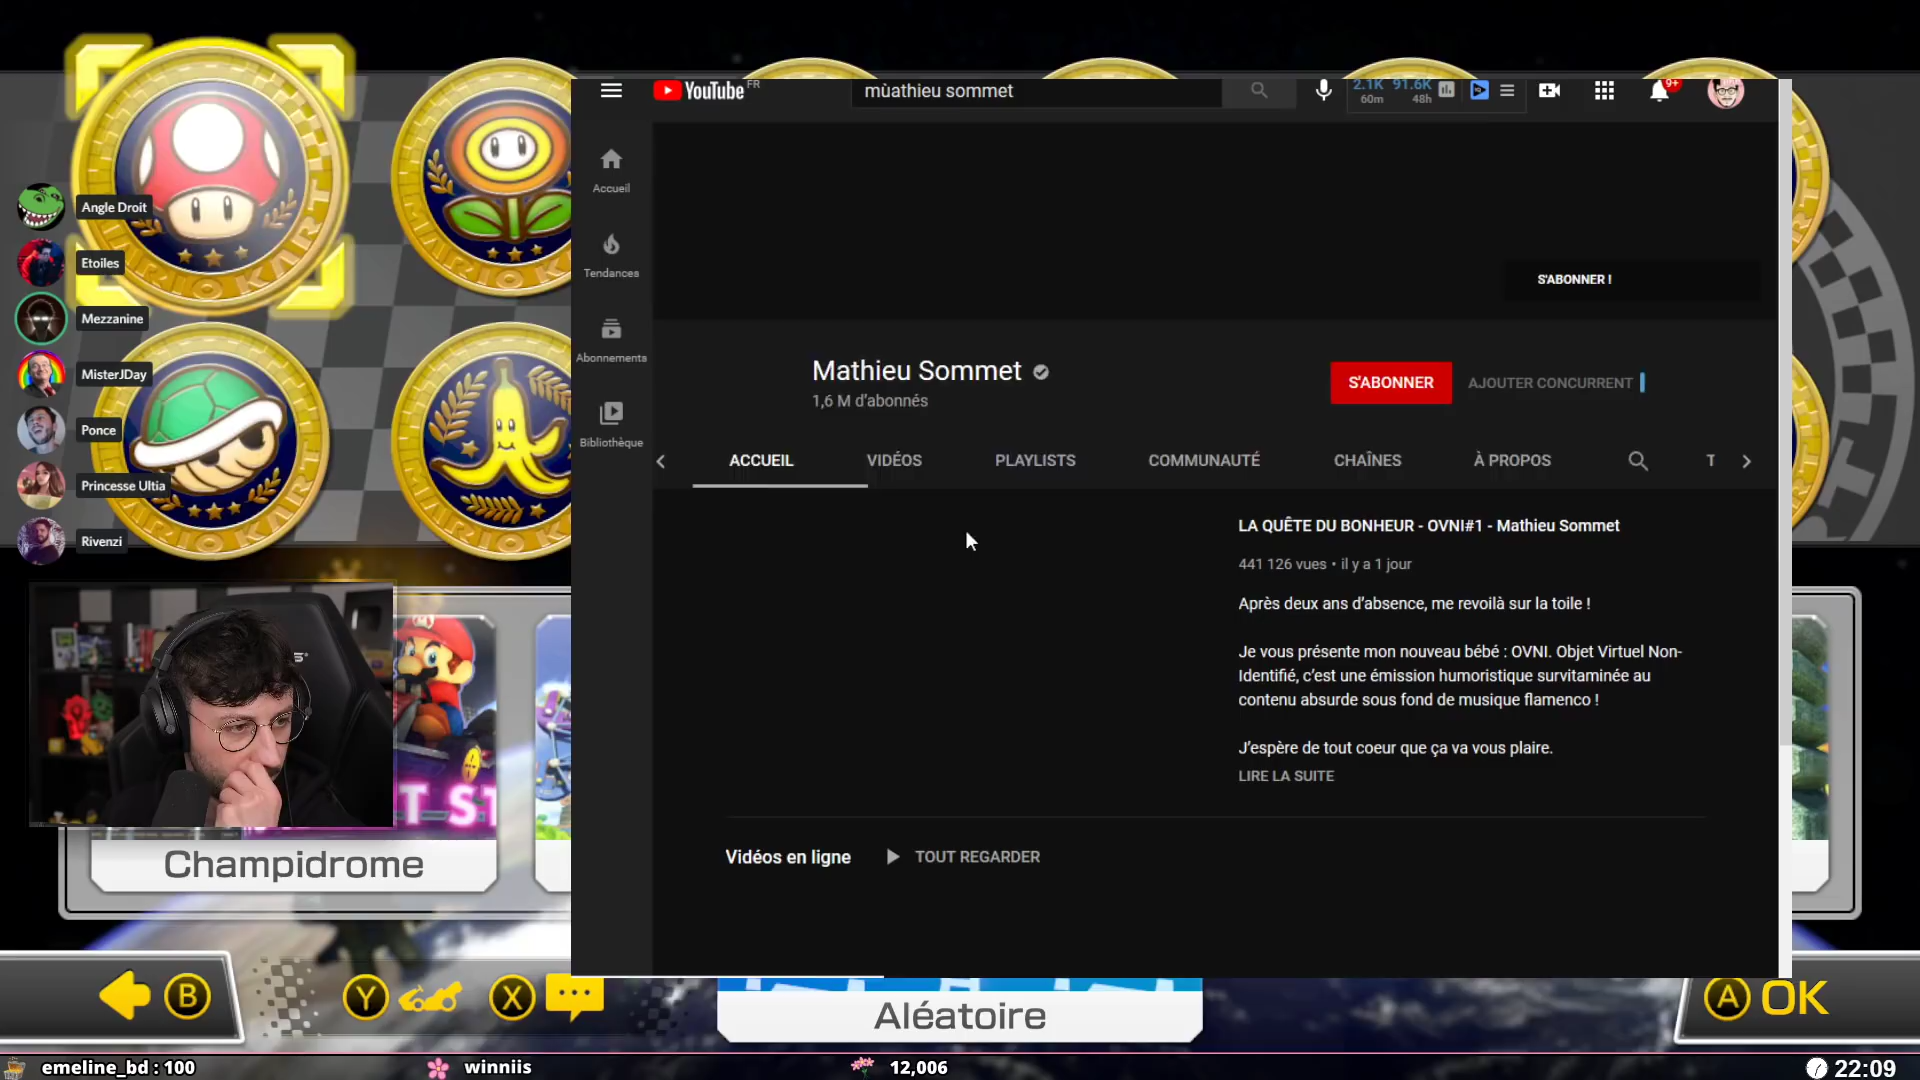 YouTube FR
mùathieu sommet
2.1K 91.6K
60m 48h
9+
Accueil
Tendances
Abonnements
Bibliothèque
S'ABONNER !
Mathieu Sommet
1,6 M d'abonnés
S'ABONNER
AJOUTER CONCURRENT
ACCUEIL VIDÉOS PLAYLISTS COMMUNAUTÉ CHAÎNES À PROPOS T
LA QUÊTE DU BONHEUR - OVNI#1 - Mathieu Sommet
441 126 vues • il y a 1 jour
Après deux ans d'absence, me revoilà sur la toile !
Je vous présente mon nouveau bébé : OVNI. Objet Virtuel Non-
Identifié, c'est une émission humoristique survitaminée au
contenu absurde sous fond de musique flamenco !
J'espère de tout coeur que ça va vous plaire.
LIRE LA SUITE
Vidéos en ligne
TOUT REGARDER
Angle Droit
Etoiles
Mezzanine
MisterJDay
Ponce
Princesse Ultia
Rivenzi
Champidrome
Aléatoire
B
Y
X
A OK
emeline_bd : 100
winniis
12,006
22:09